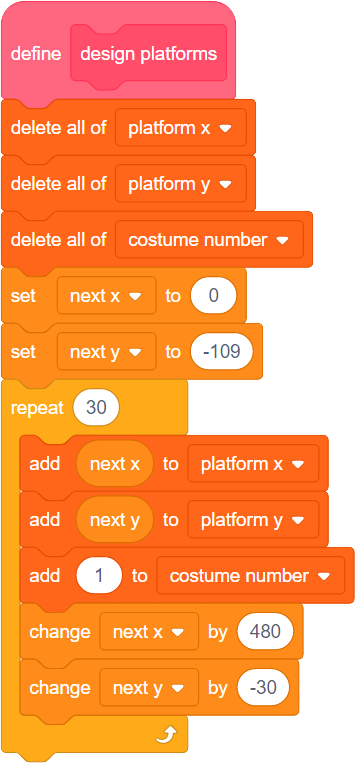 define design platforms
delete all of platform x
delete all of platform y
delete all of costume number
set next x to 0
set next y to -109
repeat 30
add next x to platform x
add next y to platform y
add 1 to costume number
change next x by 480
change next y by -30